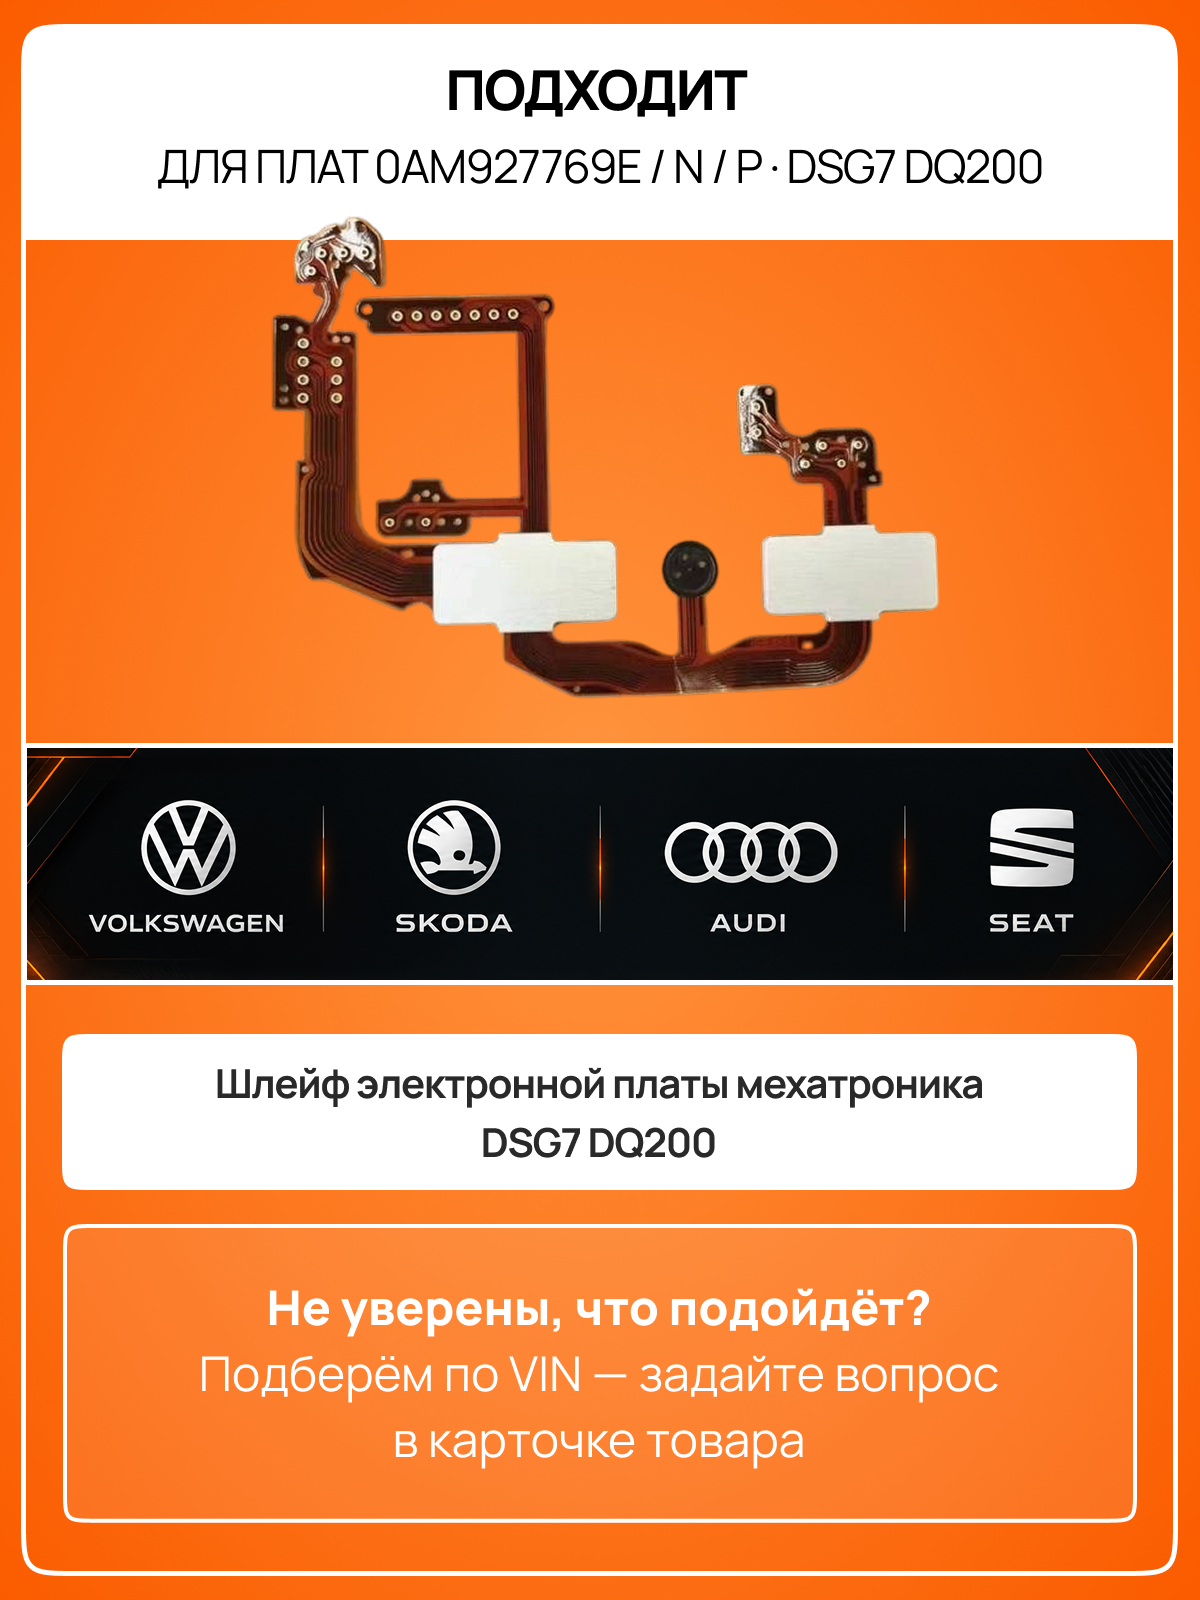 ПОДХОДИТ
ДЛЯ ПЛАТ 0AM927769E / N / P · DSG7 DQ200
VOLKSWAGEN
SKODA
AUDI
SEAT
Шлейф электронной платы мехатроника
DSG7 DQ200
Не уверены, что подойдёт?
Подберём по VIN — задайте вопрос
в карточке товара